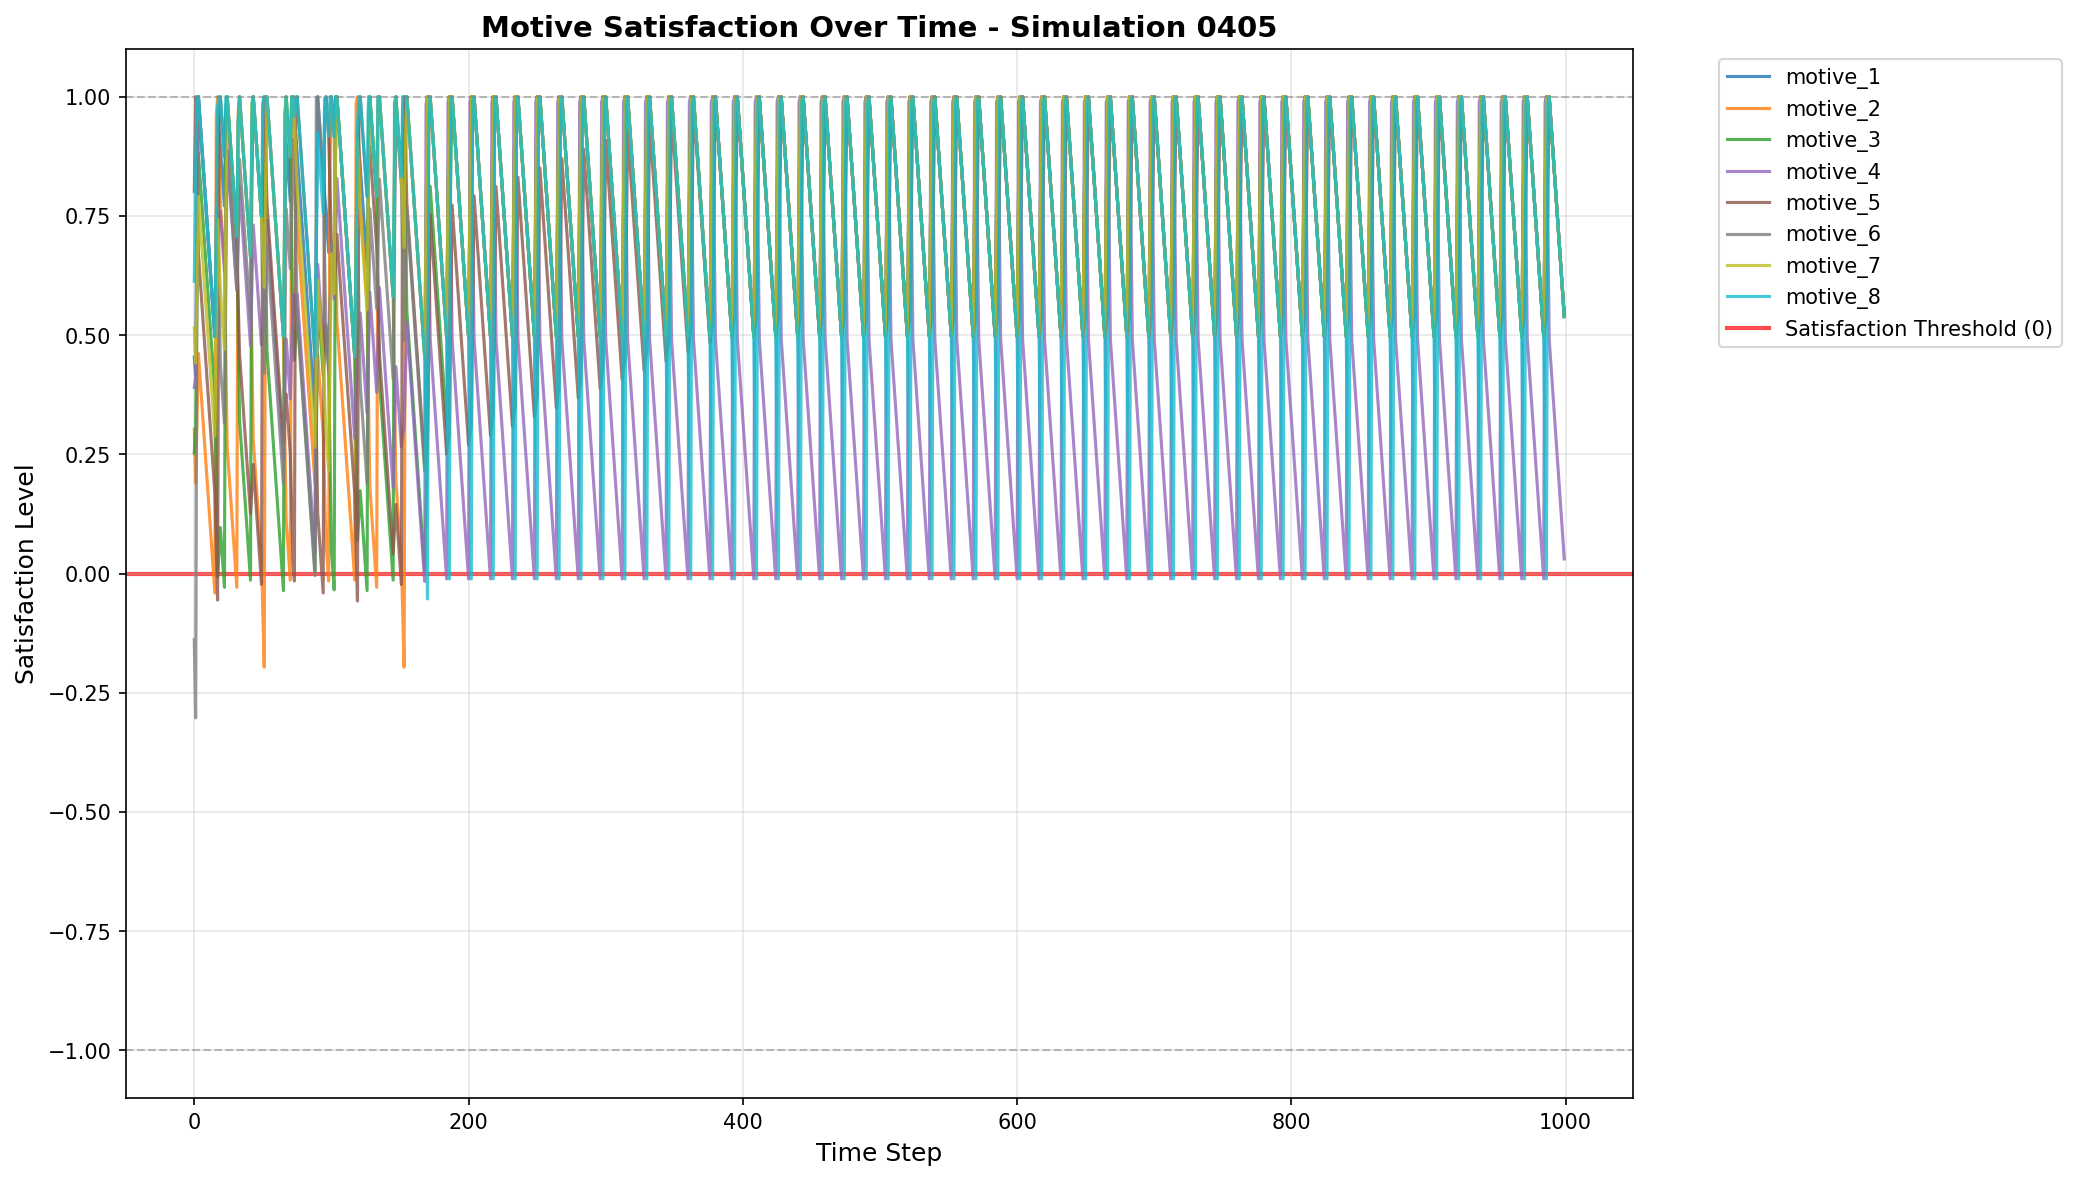 Motive Satisfaction Over Time - Simulation 0405
Satisfaction Level
1.00
0.75
0.50
0.25
0.00
−0.25
−0.50
−0.75
−1.00
0
200
400
600
800
1000
Time Step
motive_1
motive_2
motive_3
motive_4
motive_5
motive_6
motive_7
motive_8
Satisfaction Threshold (0)